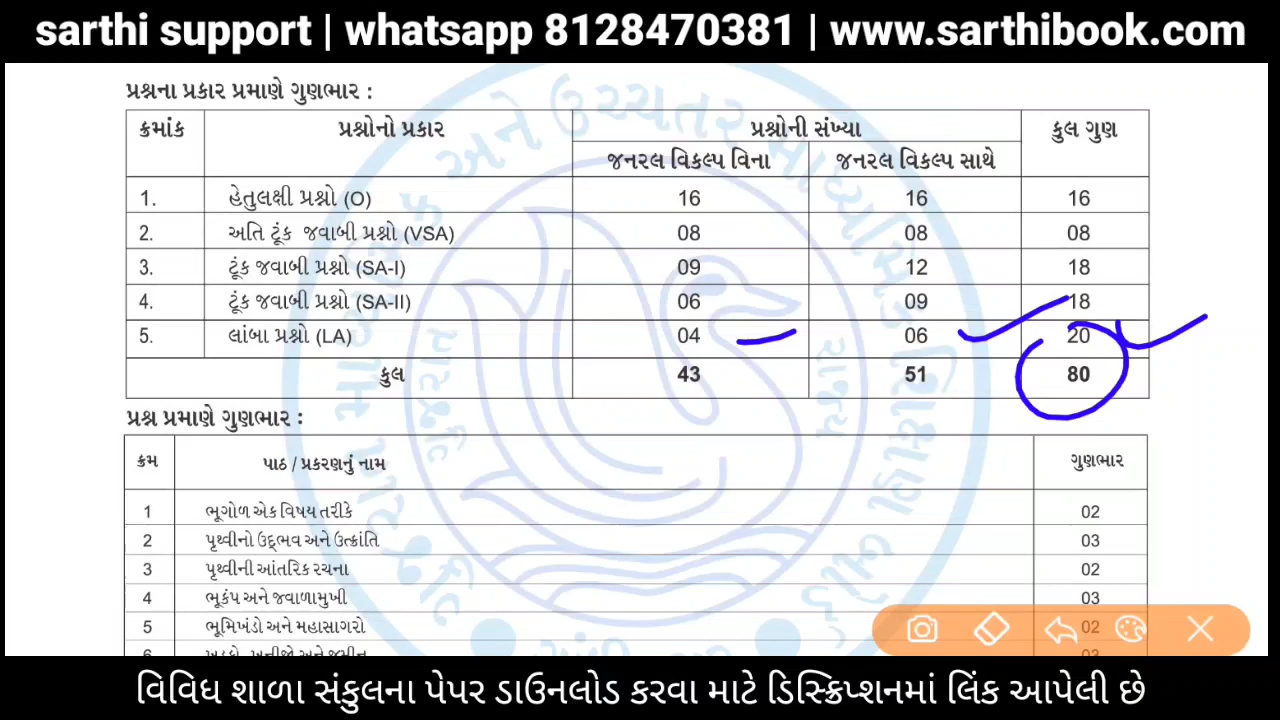 sarthi support | whatsapp 8128470381 | www.sarthibook.com
પ્રશ્નના પ્રકાર પ્રમાણે ગુણભાર :
ક્રમાંક પ્રશ્નોનો પ્રકાર પ્રશ્નોની સંખ્યા કુલ ગુણ
જનરલ વિકલ્પ વિના જનરલ વિકલ્પ સાથે
1. હેતુલક્ષી પ્રશ્નો (O) 16 16 16
2. અતિ ટૂંક જવાબી પ્રશ્નો (VSA) 08 08 08
3. ટૂંક જવાબી પ્રશ્નો (SA-I) 09 12 18
4. ટૂંક જવાબી પ્રશ્નો (SA-II) 06 09 18
5. લાંબા પ્રશ્નો (LA) 04 06 20
કુલ 43 51 80
પ્રશ્ન પ્રમાણે ગુણભાર :
ક્રમ પાઠ / પ્રકરણનું નામ ગુણભાર
1 ભૂગોળ એક વિષય તરીકે 02
2 પૃથ્વીનો ઉદ્ભવ અને ઉત્ક્રાંતિ 03
3 પૃથ્વીની આંતરિક રચના 02
4 ભૂકંપ અને જ્વાળામુખી 03
5 ભૂમિખંડો અને મહાસાગરો 02
વિવિધ શાળા સંકુલના પેપર ડાઉનલોડ કરવા માટે ડિસ્ક્રિપ્શનમાં લિંક આપેલી છે